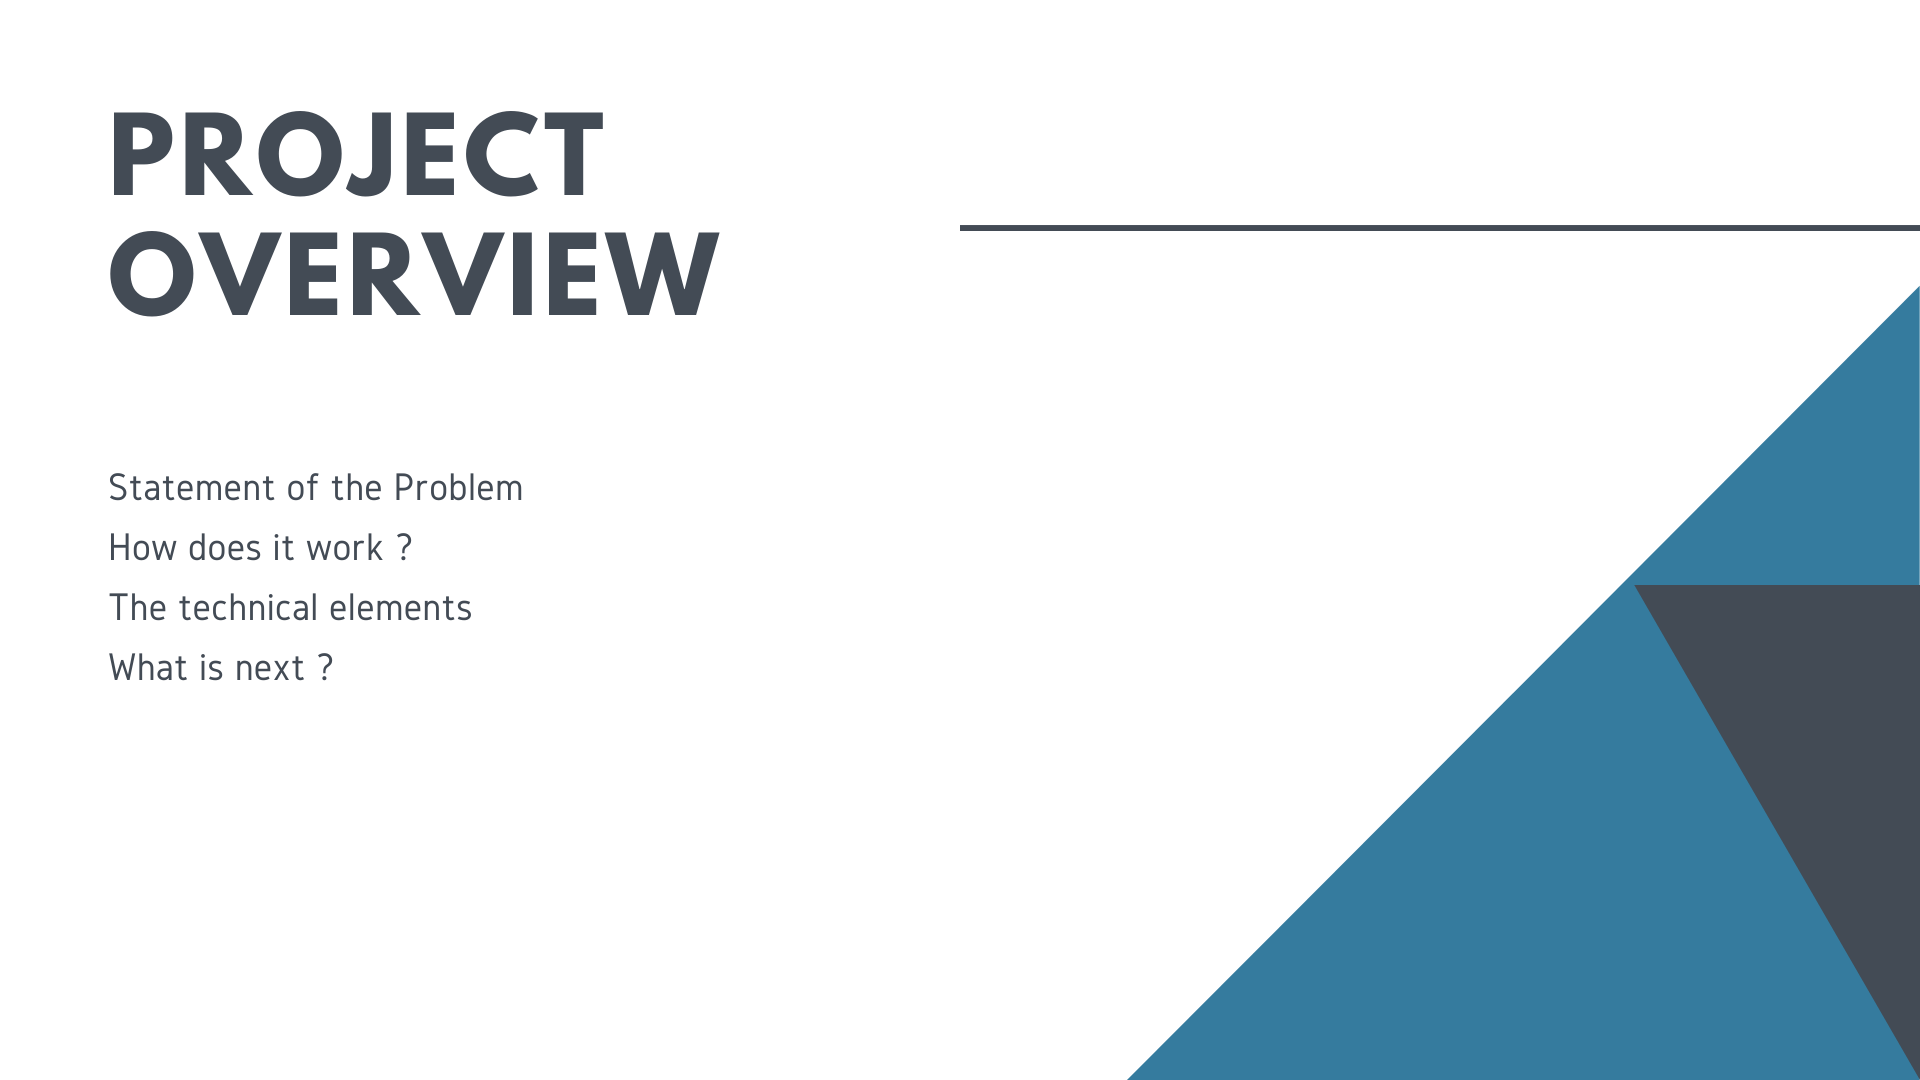 PROJECT
OVERVIEW
Statement of the Problem
How does it work ?
The technical elements
What is next ?